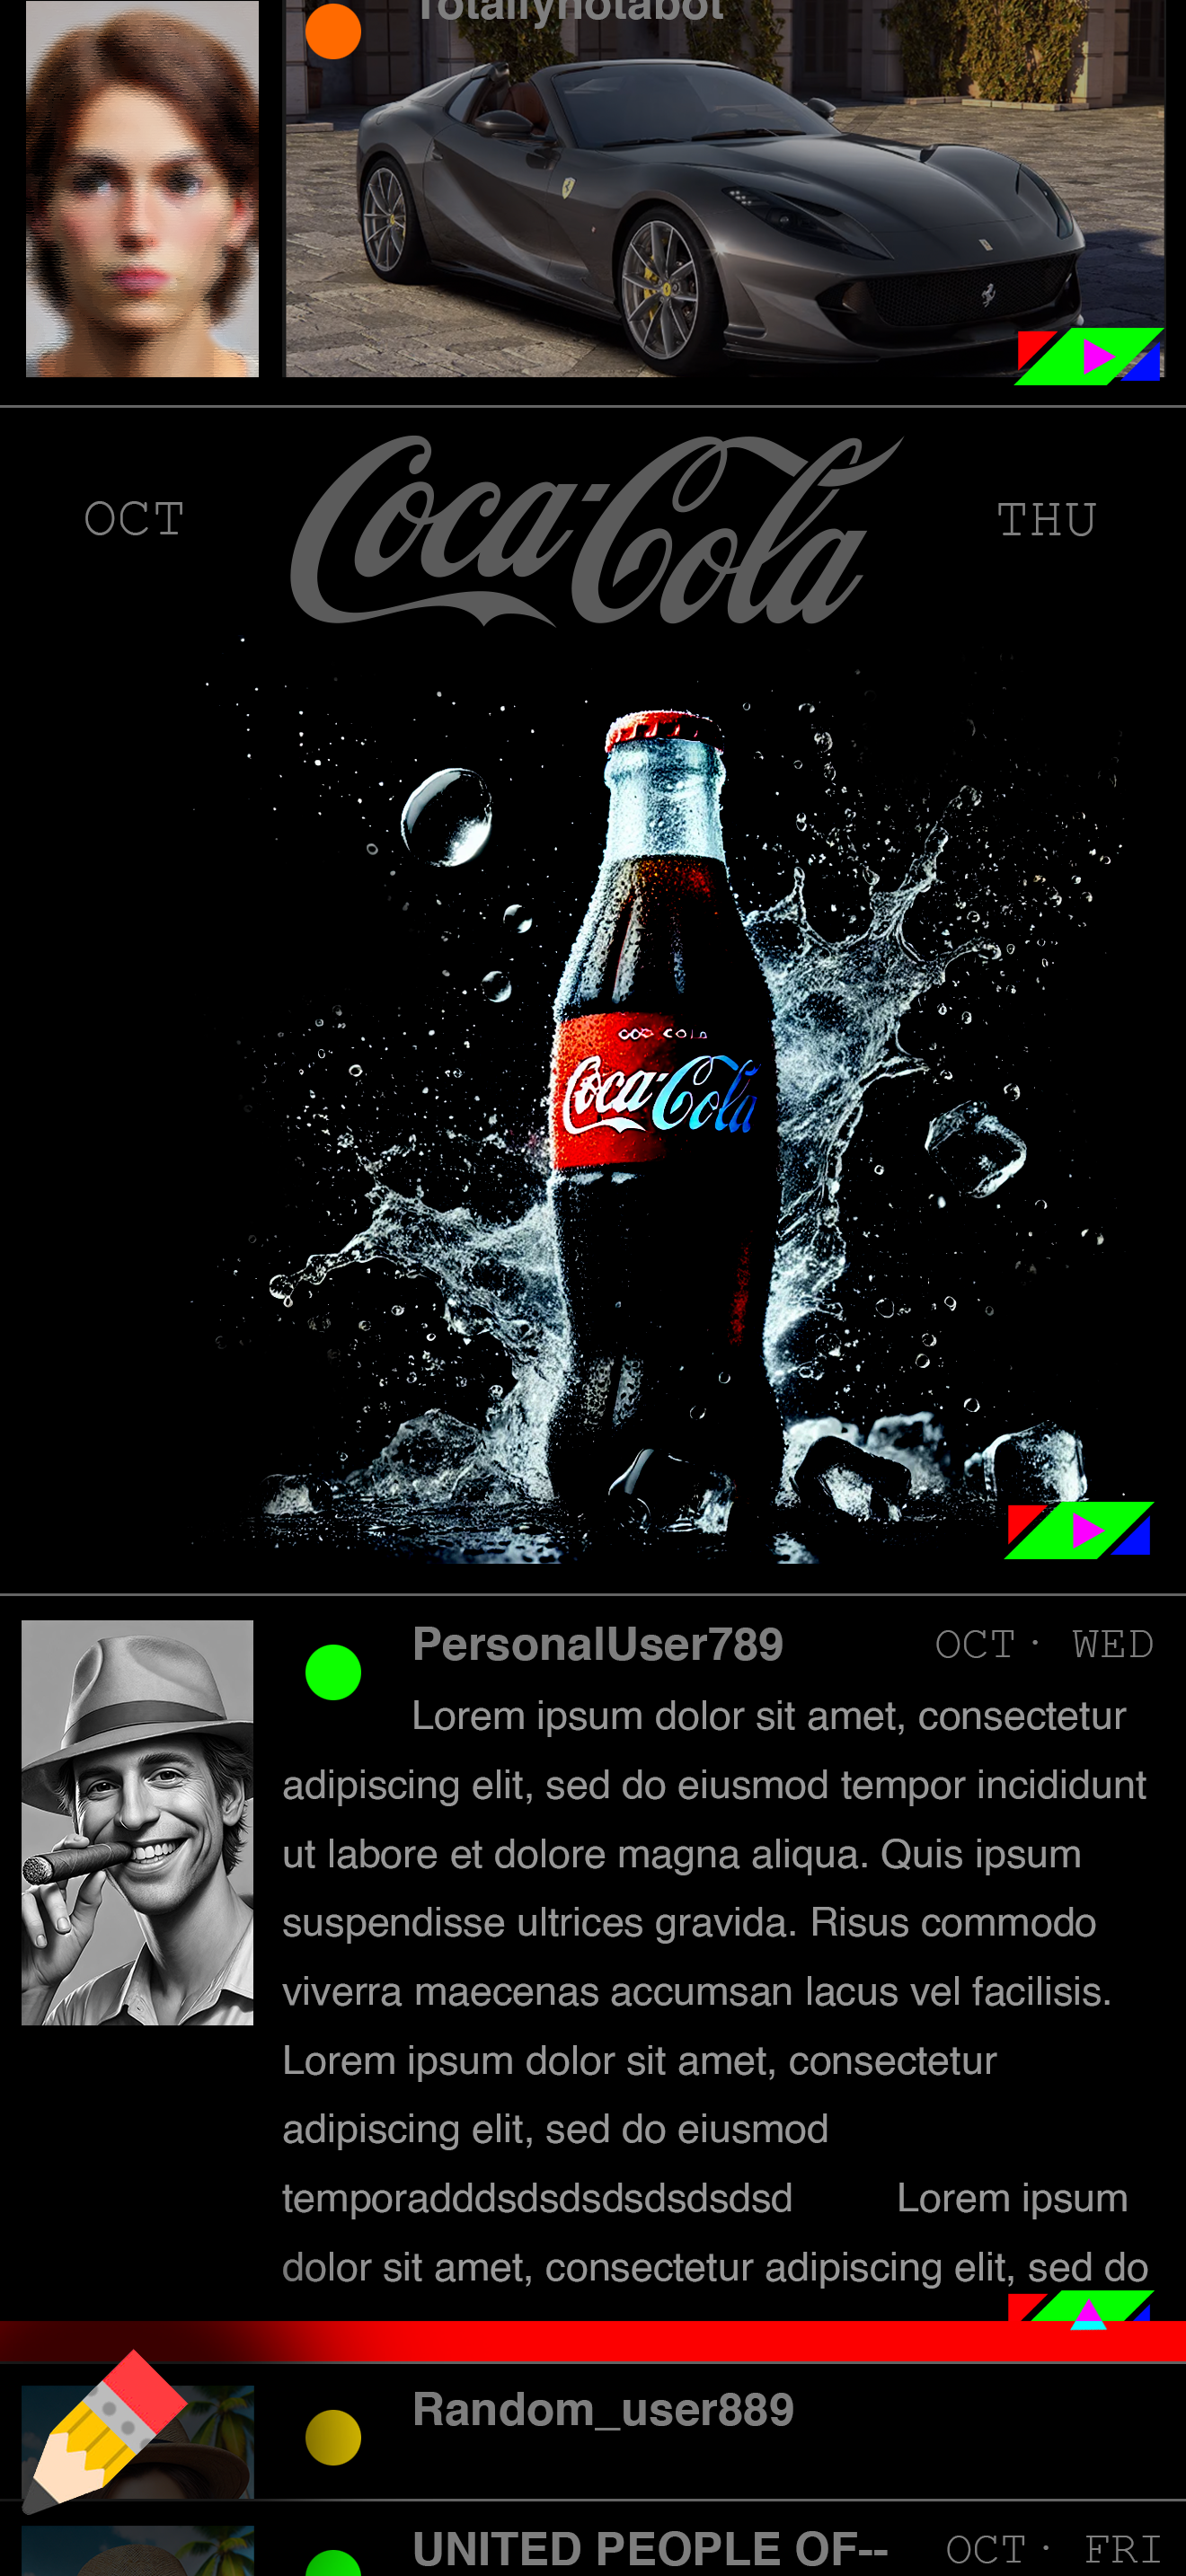 Totallynotabot
OCT
Coca-Cola
THU
Coca-Cola
PersonalUser789
OCT· WED
Lorem ipsum dolor sit amet, consectetur
adipiscing elit, sed do eiusmod tempor incididunt
ut labore et dolore magna aliqua. Quis ipsum
suspendisse ultrices gravida. Risus commodo
viverra maecenas accumsan lacus vel facilisis.
Lorem ipsum dolor sit amet, consectetur
adipiscing elit, sed do eiusmod
temporadddsdsdsdsdsdsdsd Lorem ipsum
dolor sit amet, consectetur adipiscing elit, sed do
Random_user889
UNITED PEOPLE OF--
OCT· FRI